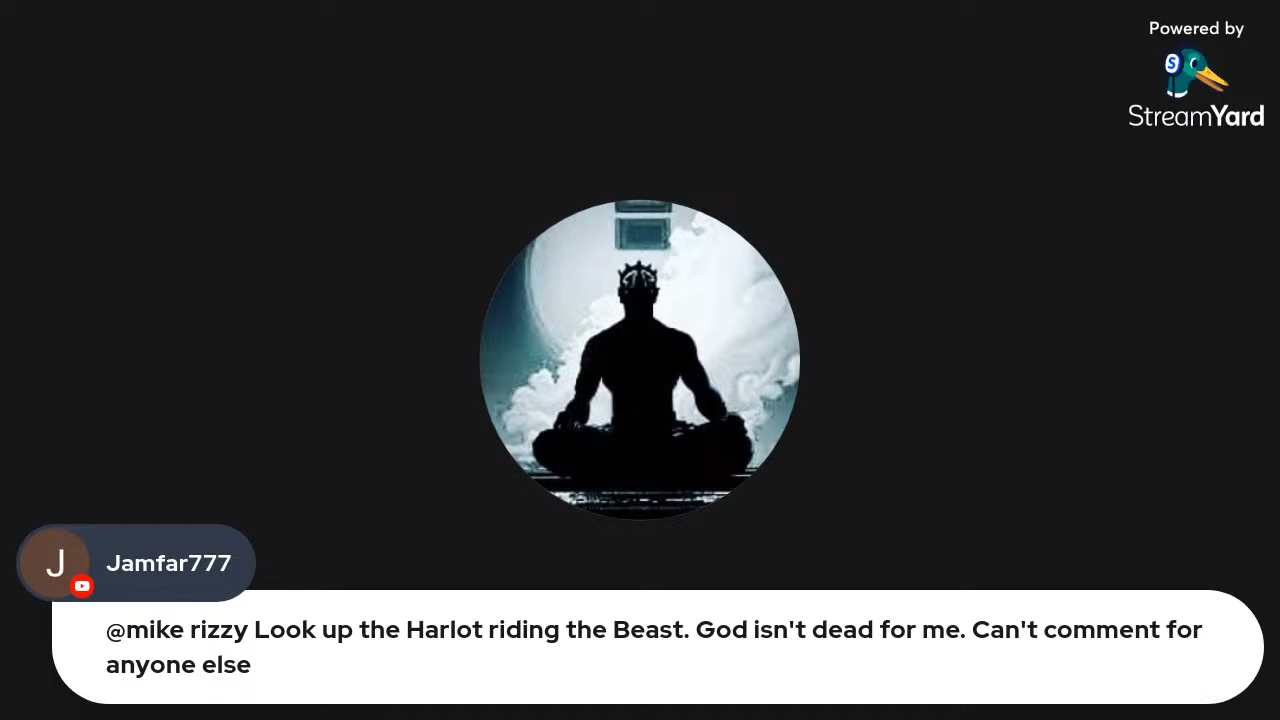 Powered by
S
StreamYard
J
Jamfar777
@mike rizzy Look up the Harlot riding the Beast. God isn't dead for me. Can't comment for
anyone else